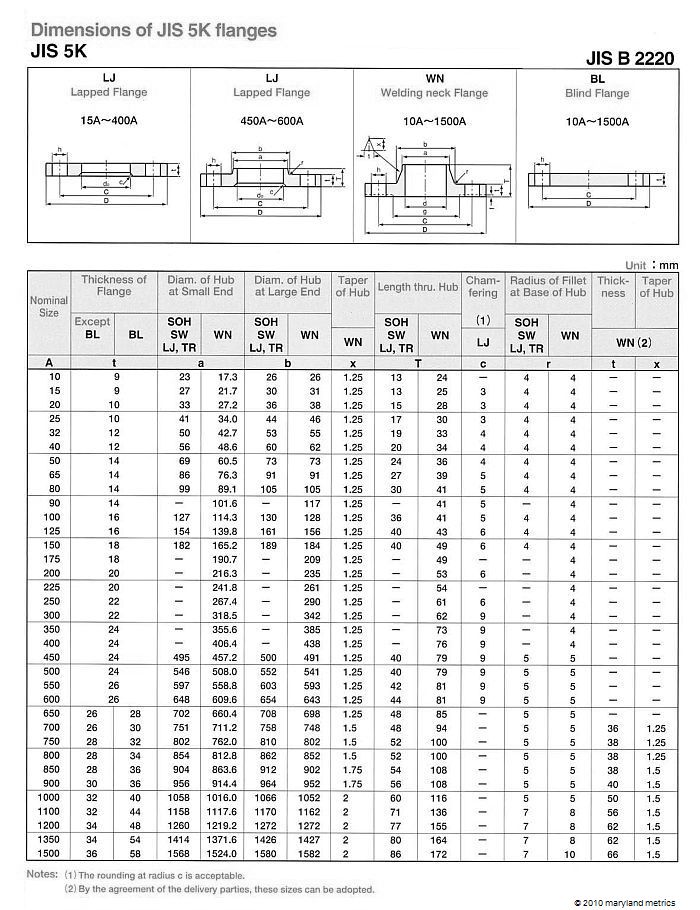 Dimensions of JIS 5K flanges
JIS 5K
JIS B 2220
LJ LJ WN BL
Lapped Flange Lapped Flange Welding neck Flange Blind Flange
15A～400A 450A～600A 10A～1500A 10A～1500A
Unit : mm
Nominal Size Thickness of Flange Diam. of Hub at Small End Diam. of Hub at Large End Taper of Hub Length thru. Hub Chamfering (1) Radius of Fillet at Base of Hub Thickness Taper of Hub
Except BL BL SOH SW LJ, TR WN SOH SW LJ, TR WN WN SOH SW LJ, TR WN LJ SOH SW LJ, TR WN WN (2)
A t a b x T c r t x
10 9 23 17.3 26 26 1.25 13 24 — 4 4 — —
15 9 27 21.7 30 31 1.25 13 25 3 4 4 — —
20 10 33 27.2 36 38 1.25 15 28 3 4 4 — —
25 10 41 34.0 44 46 1.25 17 30 3 4 4 — —
32 12 50 42.7 53 55 1.25 19 33 4 4 4 — —
40 12 56 48.6 60 62 1.25 20 34 4 4 4 — —
50 14 69 60.5 73 73 1.25 24 36 4 4 4 — —
65 14 86 76.3 91 91 1.25 27 39 5 4 4 — —
80 14 99 89.1 105 105 1.25 30 41 5 4 4 — —
90 14 — 101.6 — 117 1.25 — 41 5 — 4 — —
100 16 127 114.3 130 128 1.25 36 41 5 4 4 — —
125 16 154 139.8 161 156 1.25 40 43 6 4 4 — —
150 18 182 165.2 189 184 1.25 40 49 6 4 4 — —
175 18 — 190.7 — 209 1.25 — 49 — — 4 — —
200 20 — 216.3 — 235 1.25 — 53 6 — 4 — —
225 20 — 241.8 — 261 1.25 — 54 — — 4 — —
250 22 — 267.4 — 290 1.25 — 61 6 — 4 — —
300 22 — 318.5 — 342 1.25 — 62 9 — 4 — —
350 24 — 355.6 — 385 1.25 — 73 9 — 4 — —
400 24 — 406.4 — 438 1.25 — 76 9 — 4 — —
450 24 495 457.2 500 491 1.25 40 79 9 5 5 — —
500 24 546 508.0 552 541 1.25 40 79 9 5 5 — —
550 26 597 558.8 603 593 1.25 42 81 9 5 5 — —
600 26 648 609.6 654 643 1.25 44 81 9 5 5 — —
650 26 28 702 660.4 708 698 1.25 48 85 — 5 5 — —
700 26 30 751 711.2 758 748 1.5 48 94 — 5 5 36 1.25
750 28 32 802 762.0 810 802 1.5 52 100 — 5 5 38 1.25
800 28 34 854 812.8 862 852 1.5 52 100 — 5 5 38 1.25
850 28 36 904 863.6 912 902 1.75 54 108 — 5 5 38 1.5
900 30 36 956 914.4 964 952 1.75 56 108 — 5 5 40 1.5
1000 32 40 1058 1016.0 1066 1052 2 60 116 — 5 5 50 1.5
1100 32 44 1158 1117.6 1170 1162 2 71 136 — 7 8 56 1.5
1200 34 48 1260 1219.2 1272 1272 2 77 155 — 7 8 62 1.5
1350 34 54 1414 1371.6 1426 1427 2 80 164 — 7 8 62 1.5
1500 36 58 1568 1524.0 1580 1582 2 86 172 — 7 10 66 1.5
Notes: (1) The rounding at radius c is acceptable.
(2) By the agreement of the delivery parties, these sizes can be adopted.
© 2010 maryland metrics